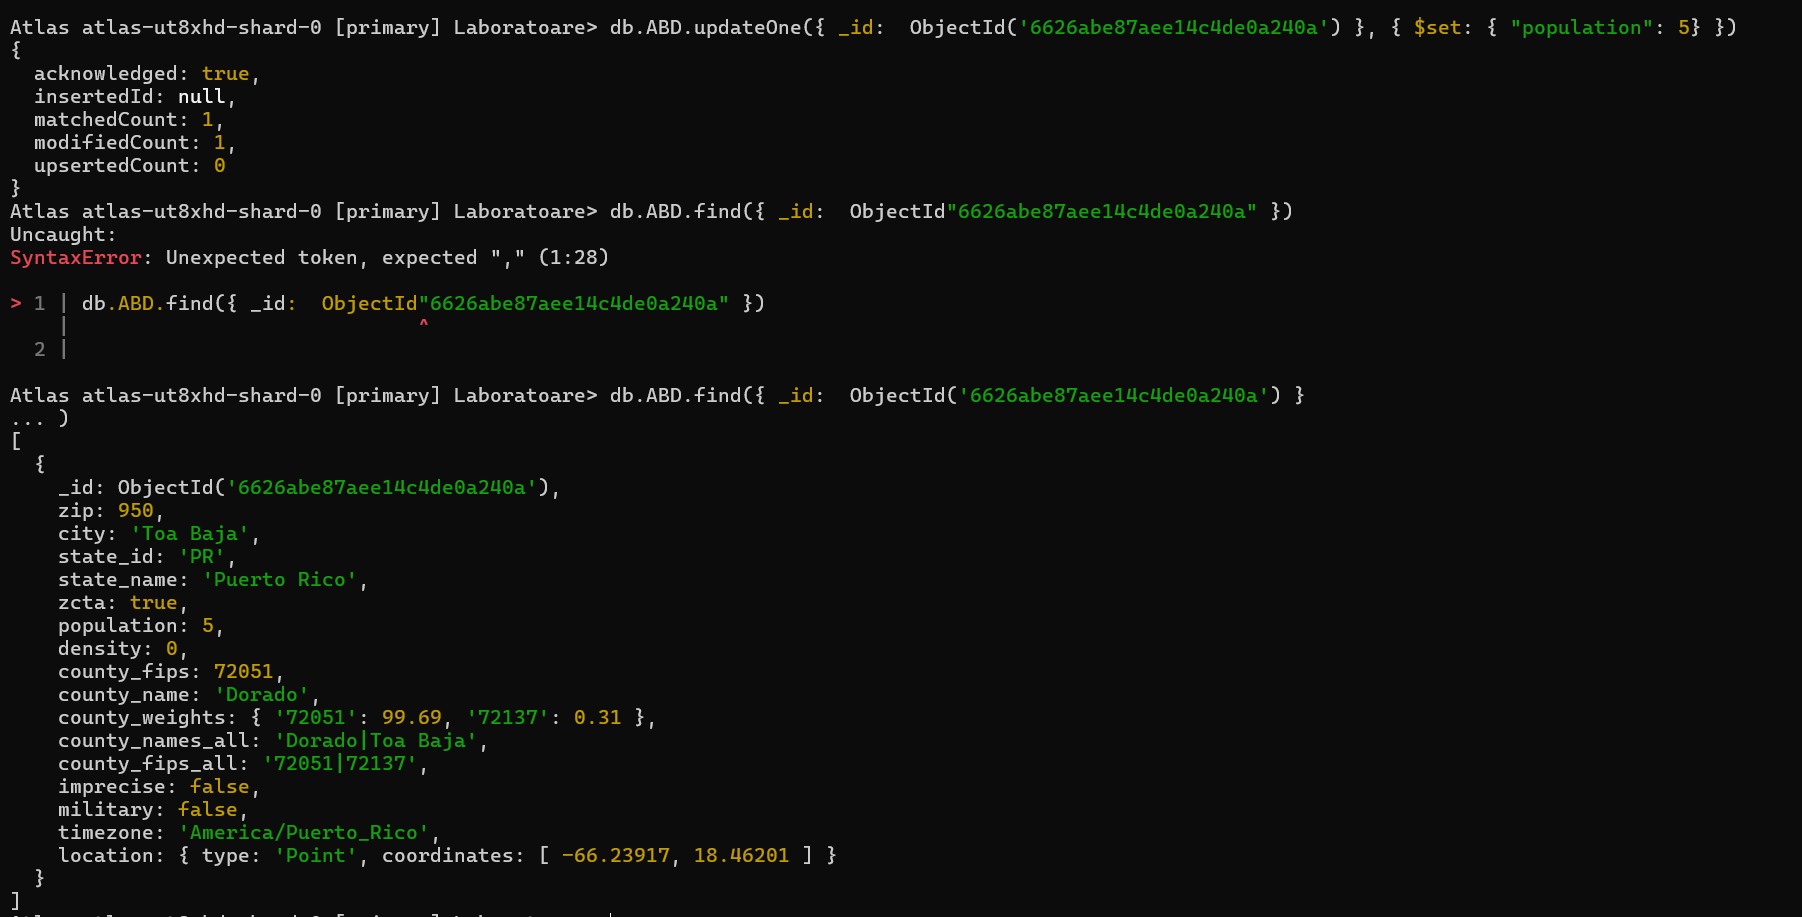 Atlas atlas-ut8xhd-shard-0 [primary] Laboratoare> db.ABD.updateOne({ _id:  ObjectId('6626abe87aee14c4de0a240a') }, { $set: { "population": 5} })
{
  acknowledged: true,
  insertedId: null,
  matchedCount: 1,
  modifiedCount: 1,
  upsertedCount: 0
}
Atlas atlas-ut8xhd-shard-0 [primary] Laboratoare> db.ABD.find({ _id:  ObjectId"6626abe87aee14c4de0a240a" })
Uncaught:
SyntaxError: Unexpected token, expected "," (1:28)
> 1 | db.ABD.find({ _id:  ObjectId"6626abe87aee14c4de0a240a" })
    |                             ^
  2 |
Atlas atlas-ut8xhd-shard-0 [primary] Laboratoare> db.ABD.find({ _id:  ObjectId('6626abe87aee14c4de0a240a') }
... )
[
  {
    _id: ObjectId('6626abe87aee14c4de0a240a'),
    zip: 950,
    city: 'Toa Baja',
    state_id: 'PR',
    state_name: 'Puerto Rico',
    zcta: true,
    population: 5,
    density: 0,
    county_fips: 72051,
    county_name: 'Dorado',
    county_weights: { '72051': 99.69, '72137': 0.31 },
    county_names_all: 'Dorado|Toa Baja',
    county_fips_all: '72051|72137',
    imprecise: false,
    military: false,
    timezone: 'America/Puerto_Rico',
    location: { type: 'Point', coordinates: [ -66.23917, 18.46201 ] }
  }
]